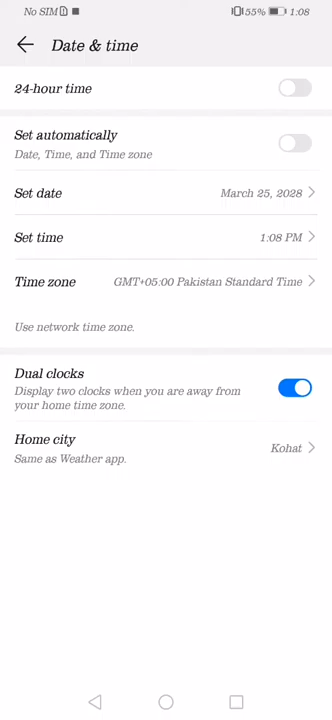 No SIM 55% 1:08
Date & time
24-hour time
Set automatically
Date, Time, and Time zone
Set date March 25, 2028
Set time 1:08 PM
Time zone GMT+05:00 Pakistan Standard Time
Use network time zone.
Dual clocks
Display two clocks when you are away from
your home time zone.
Home city Kohat
Same as Weather app.